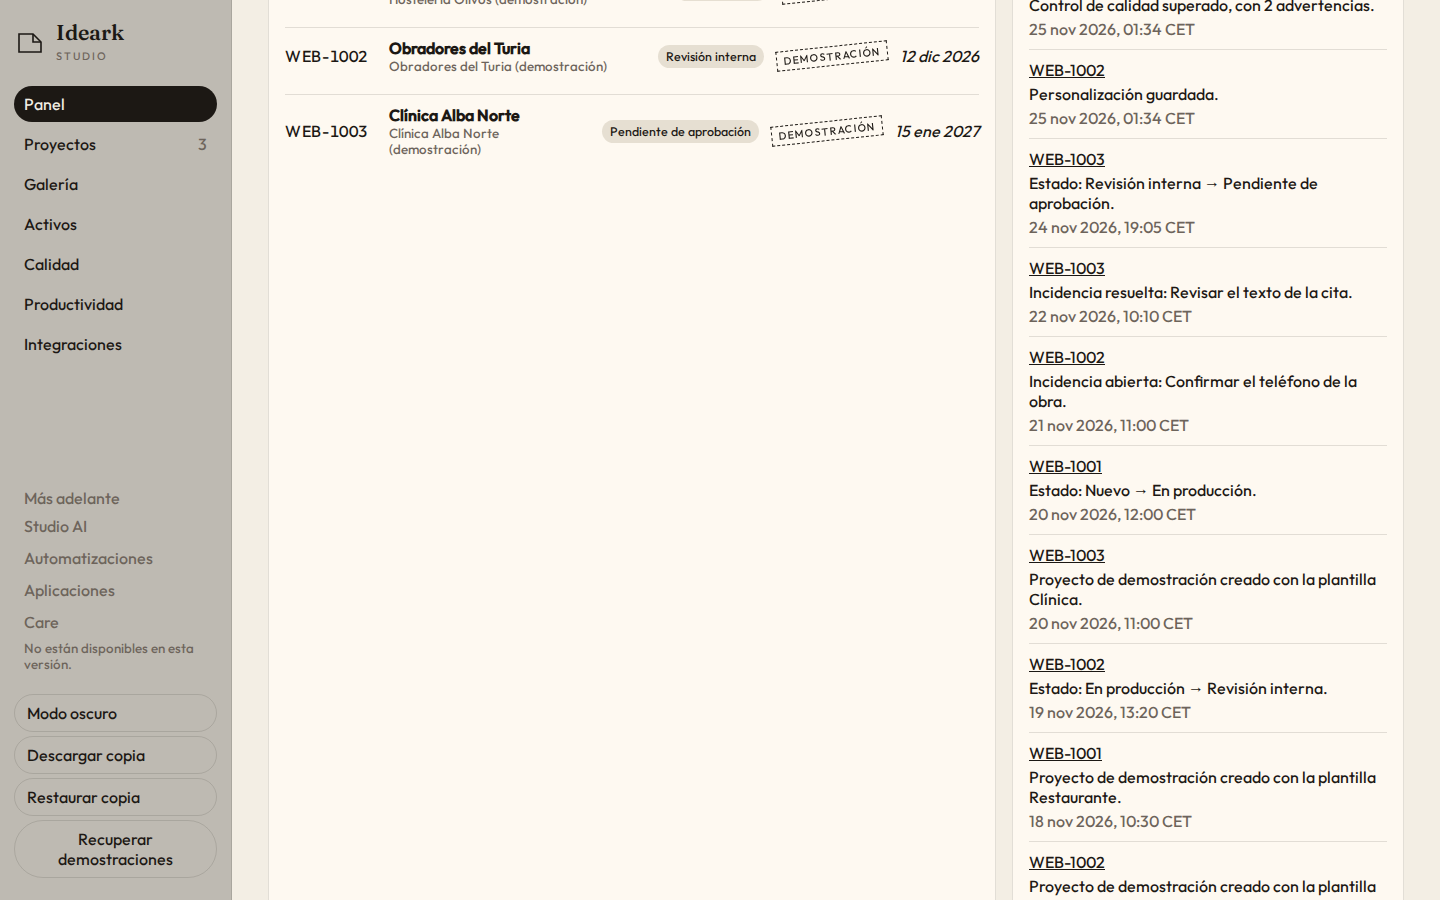 Ideark
STUDIO
Panel
Proyectos 3
Galería
Activos
Calidad
Productividad
Integraciones
Más adelante
Studio AI
Automatizaciones
Aplicaciones
Care
No están disponibles en esta
versión.
Modo oscuro
Descargar copia
Restaurar copia
Recuperar
demostraciones
Hostelería Olivos (demostración)
WEB-1002
Obradores del Turia
Obradores del Turia (demostración)
Revisión interna
DEMOSTRACIÓN
12 dic 2026
WEB-1003
Clínica Alba Norte
Clínica Alba Norte
(demostración)
Pendiente de aprobación
DEMOSTRACIÓN
15 ene 2027
Control de calidad superado, con 2 advertencias.
25 nov 2026, 01:34 CET
WEB-1002
Personalización guardada.
25 nov 2026, 01:34 CET
WEB-1003
Estado: Revisión interna → Pendiente de
aprobación.
24 nov 2026, 19:05 CET
WEB-1003
Incidencia resuelta: Revisar el texto de la cita.
22 nov 2026, 10:10 CET
WEB-1002
Incidencia abierta: Confirmar el teléfono de la
obra.
21 nov 2026, 11:00 CET
WEB-1001
Estado: Nuevo → En producción.
20 nov 2026, 12:00 CET
WEB-1003
Proyecto de demostración creado con la plantilla
Clínica.
20 nov 2026, 11:00 CET
WEB-1002
Estado: En producción → Revisión interna.
19 nov 2026, 13:20 CET
WEB-1001
Proyecto de demostración creado con la plantilla
Restaurante.
18 nov 2026, 10:30 CET
WEB-1002
Proyecto de demostración creado con la plantilla